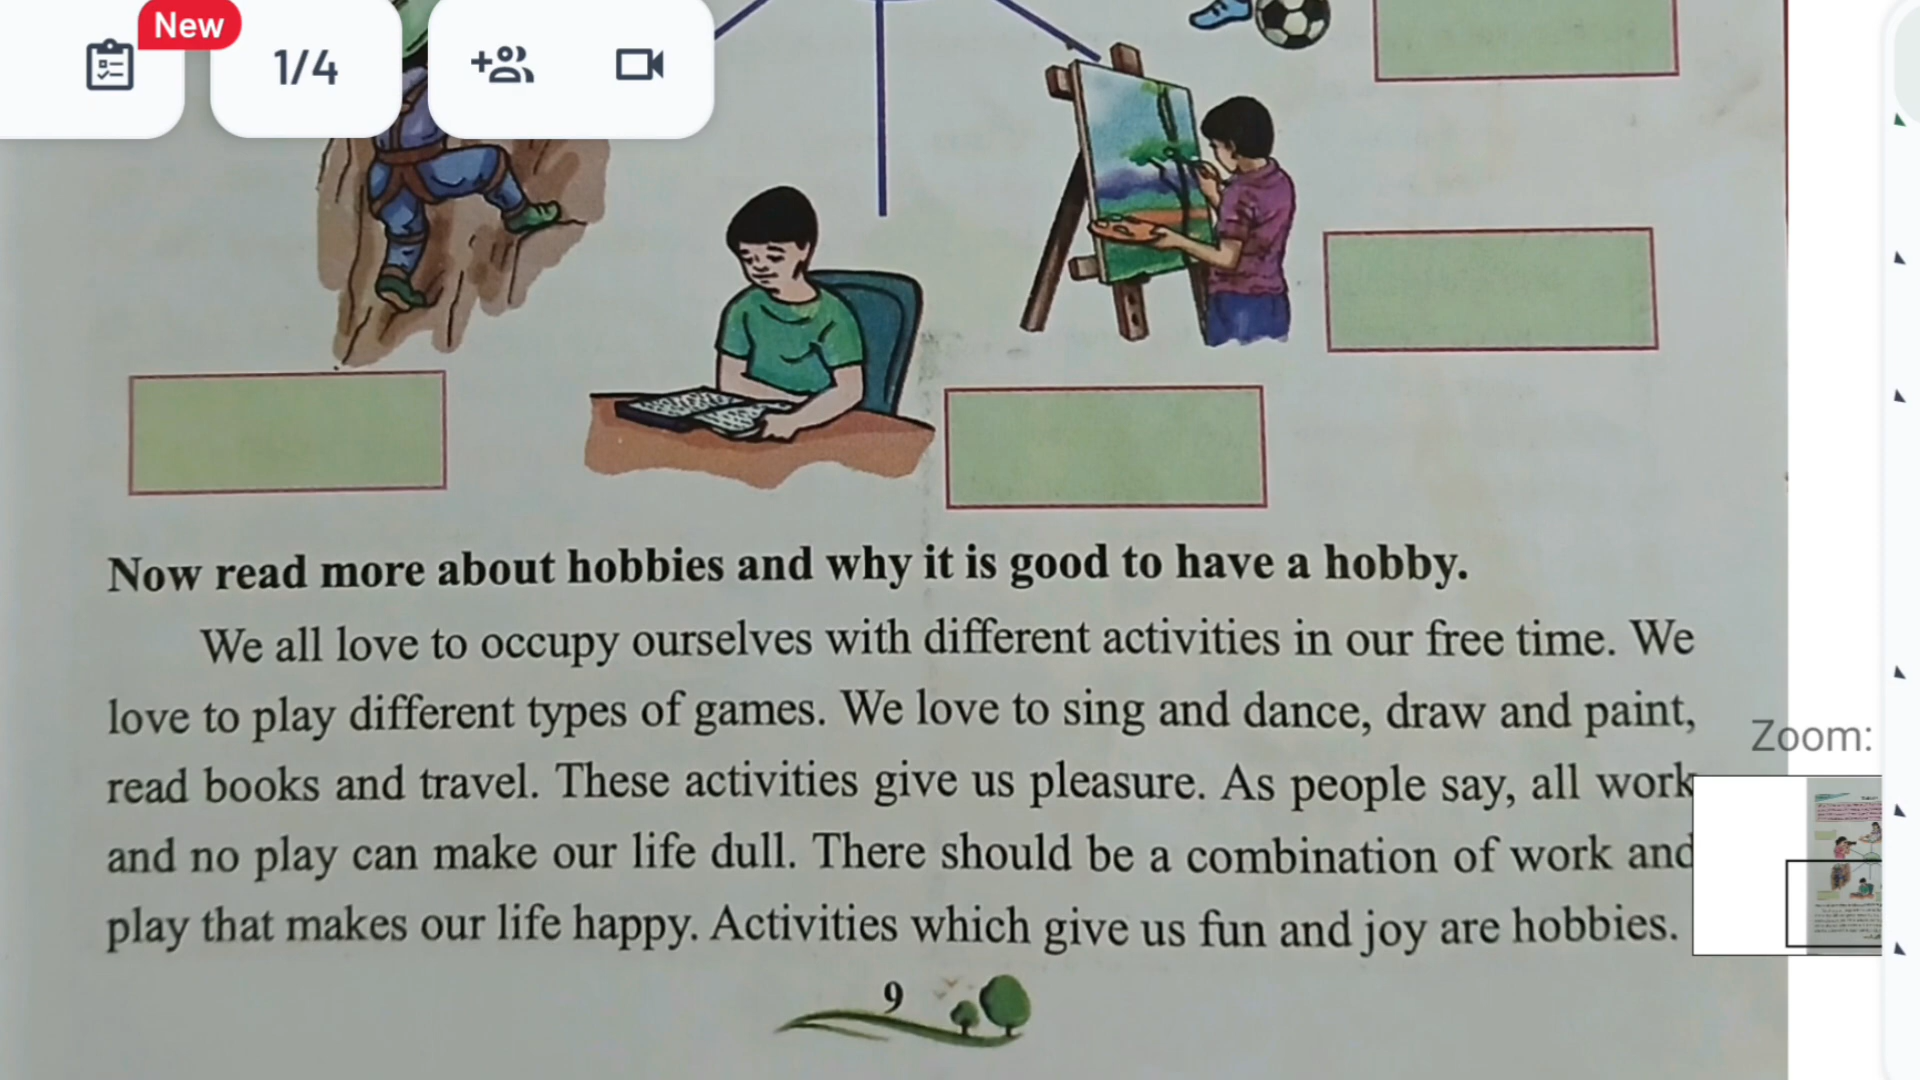 New
1/4
Now read more about hobbies and why it is good to have a hobby.
We all love to occupy ourselves with different activities in our free time. We
love to play different types of games. We love to sing and dance, draw and paint,
read books and travel. These activities give us pleasure. As people say, all work
and no play can make our life dull. There should be a combination of work and
play that makes our life happy. Activities which give us fun and joy are hobbies.
Zoom:
9